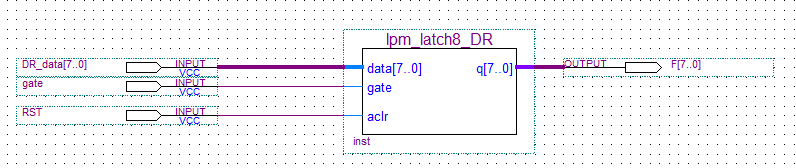 lpm_latch8_DR
DR_data[7..0] INPUT VCC data[7..0] q[7..0] OUTPUT F[7..0]
gate INPUT VCC gate
RST INPUT VCC aclr
inst